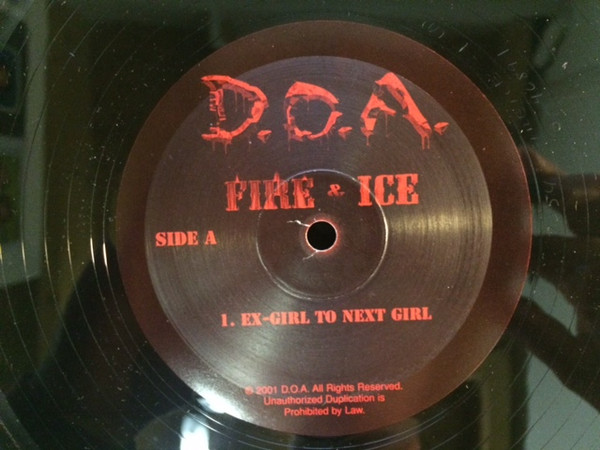 D.O.A.
FIRE & ICE
SIDE A
1. EX-GIRL TO NEXT GIRL
© 2001 D.O.A. All Rights Reserved.
Unauthorized Duplication is
Prohibited by Law.